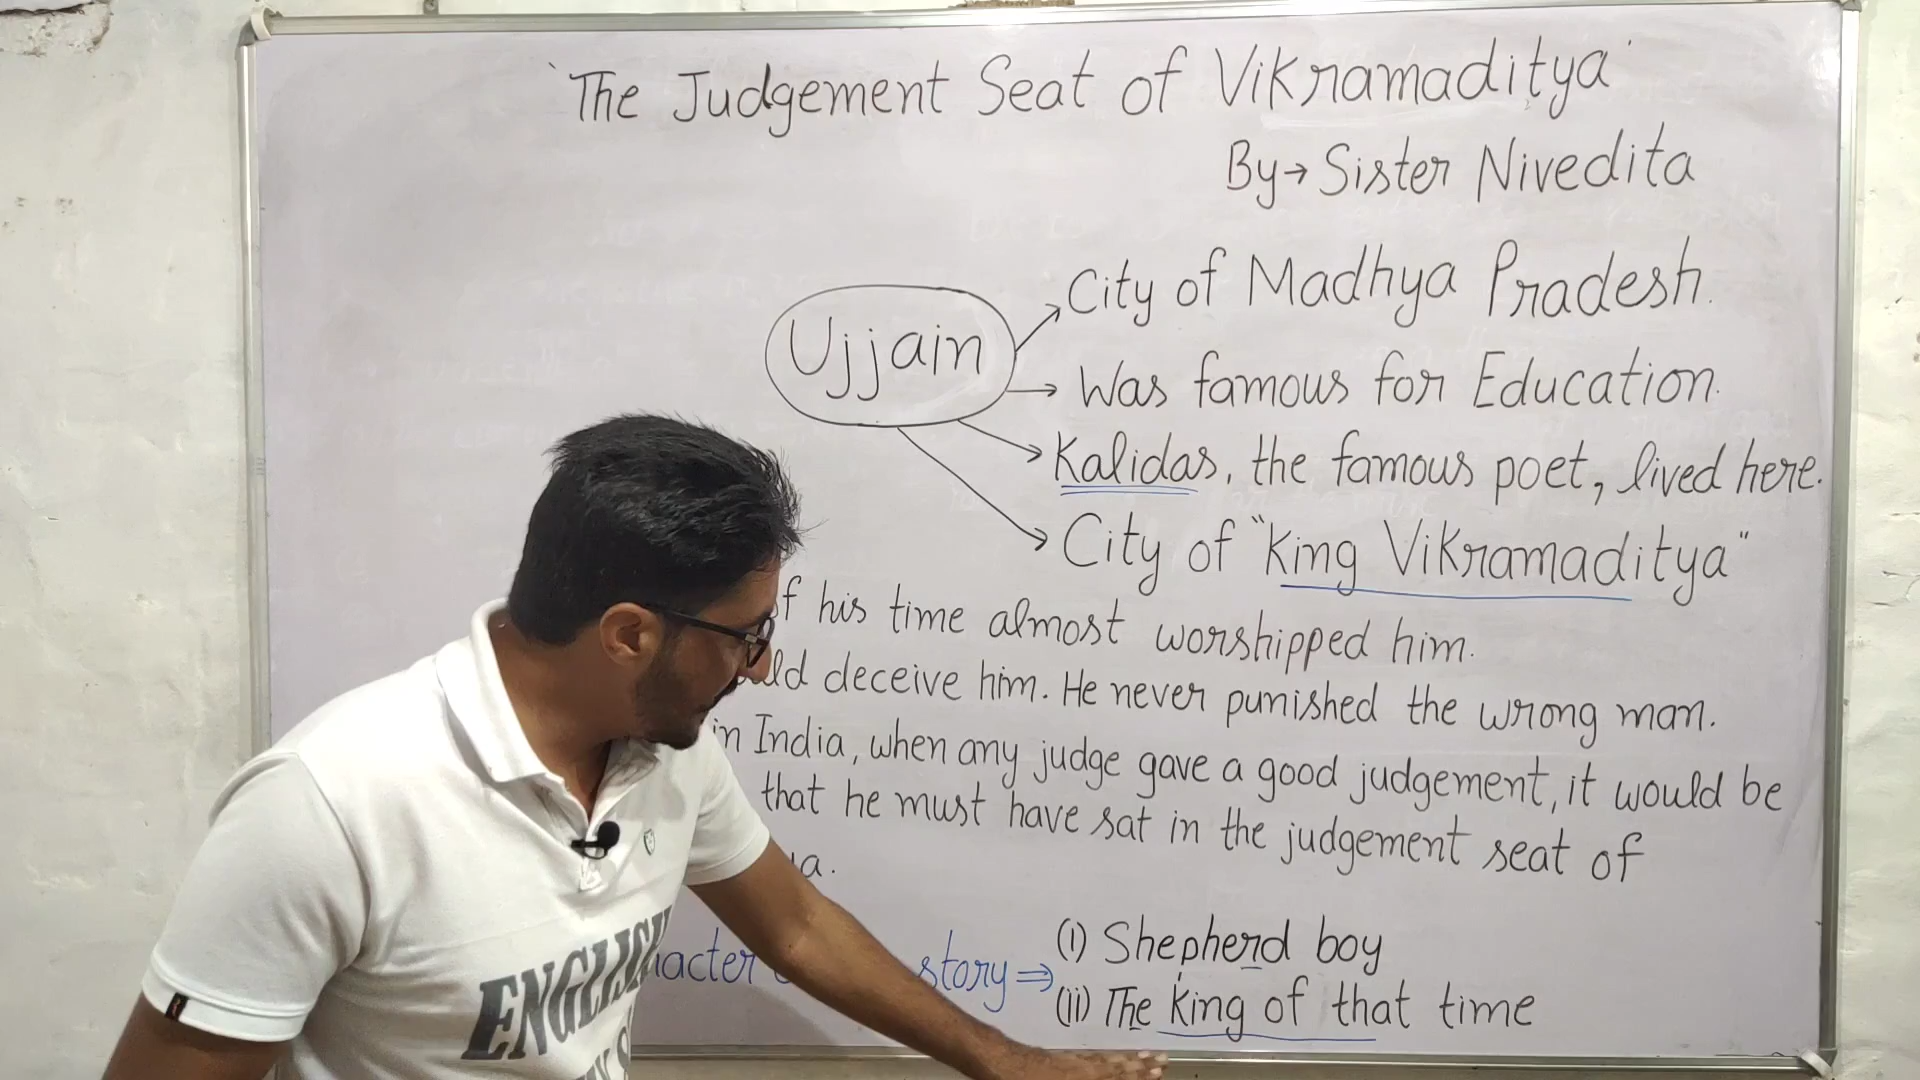 "The Judgement Seat of Vikramaditya"
By→ Sister Nivedita
Ujjain
City of Madhya Pradesh.
Was famous for Education.
Kalidas, the famous poet, lived here.
City of "King Vikramaditya"
of his time almost worshipped him.
deceive him. He never punished the wrong man.
in India, when any judge gave a good judgement, it would be
that he must have sat in the judgement seat of
story ⇒ (i) Shepherd boy
(ii) The King of that time
ENGLISH